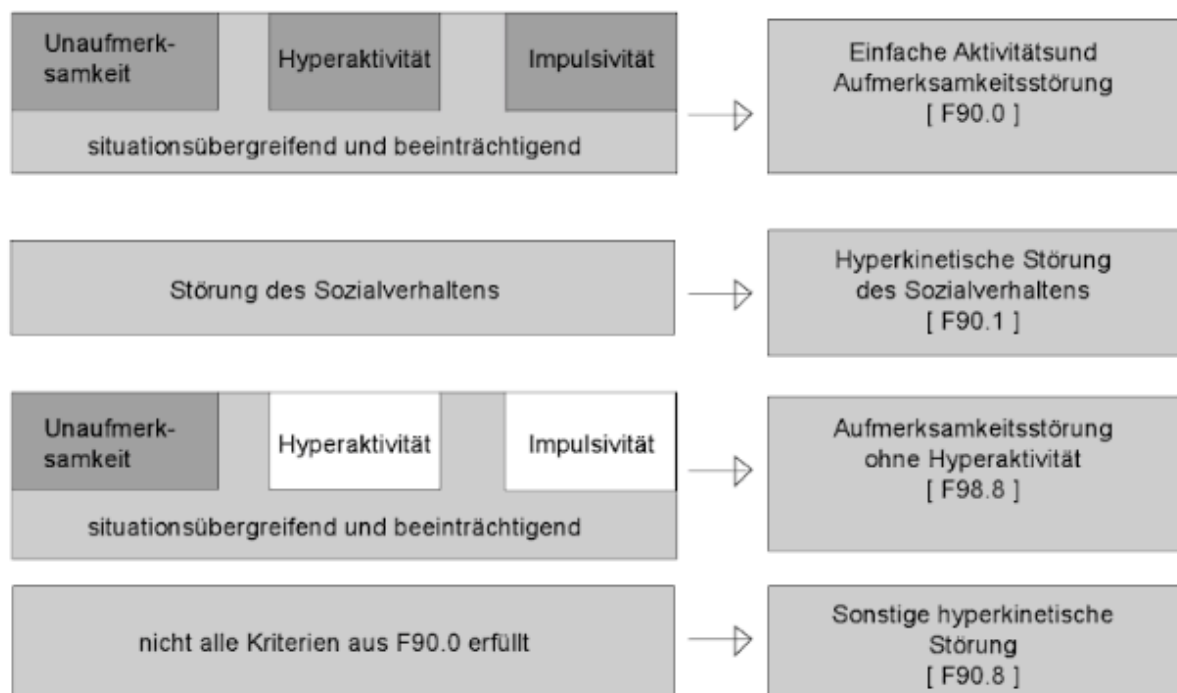 Unaufmerk-
samkeit
Hyperaktivität
Impulsivität
situationsübergreifend und beeinträchtigend
Einfache Aktivitätsund
Aufmerksamkeitsstörung
[ F90.0 ]
Störung des Sozialverhaltens
Hyperkinetische Störung
des Sozialverhaltens
[ F90.1 ]
Unaufmerk-
samkeit
Hyperaktivität
Impulsivität
situationsübergreifend und beeinträchtigend
Aufmerksamkeitsstörung
ohne Hyperaktivität
[ F98.8 ]
nicht alle Kriterien aus F90.0 erfüllt
Sonstige hyperkinetische
Störung
[ F90.8 ]